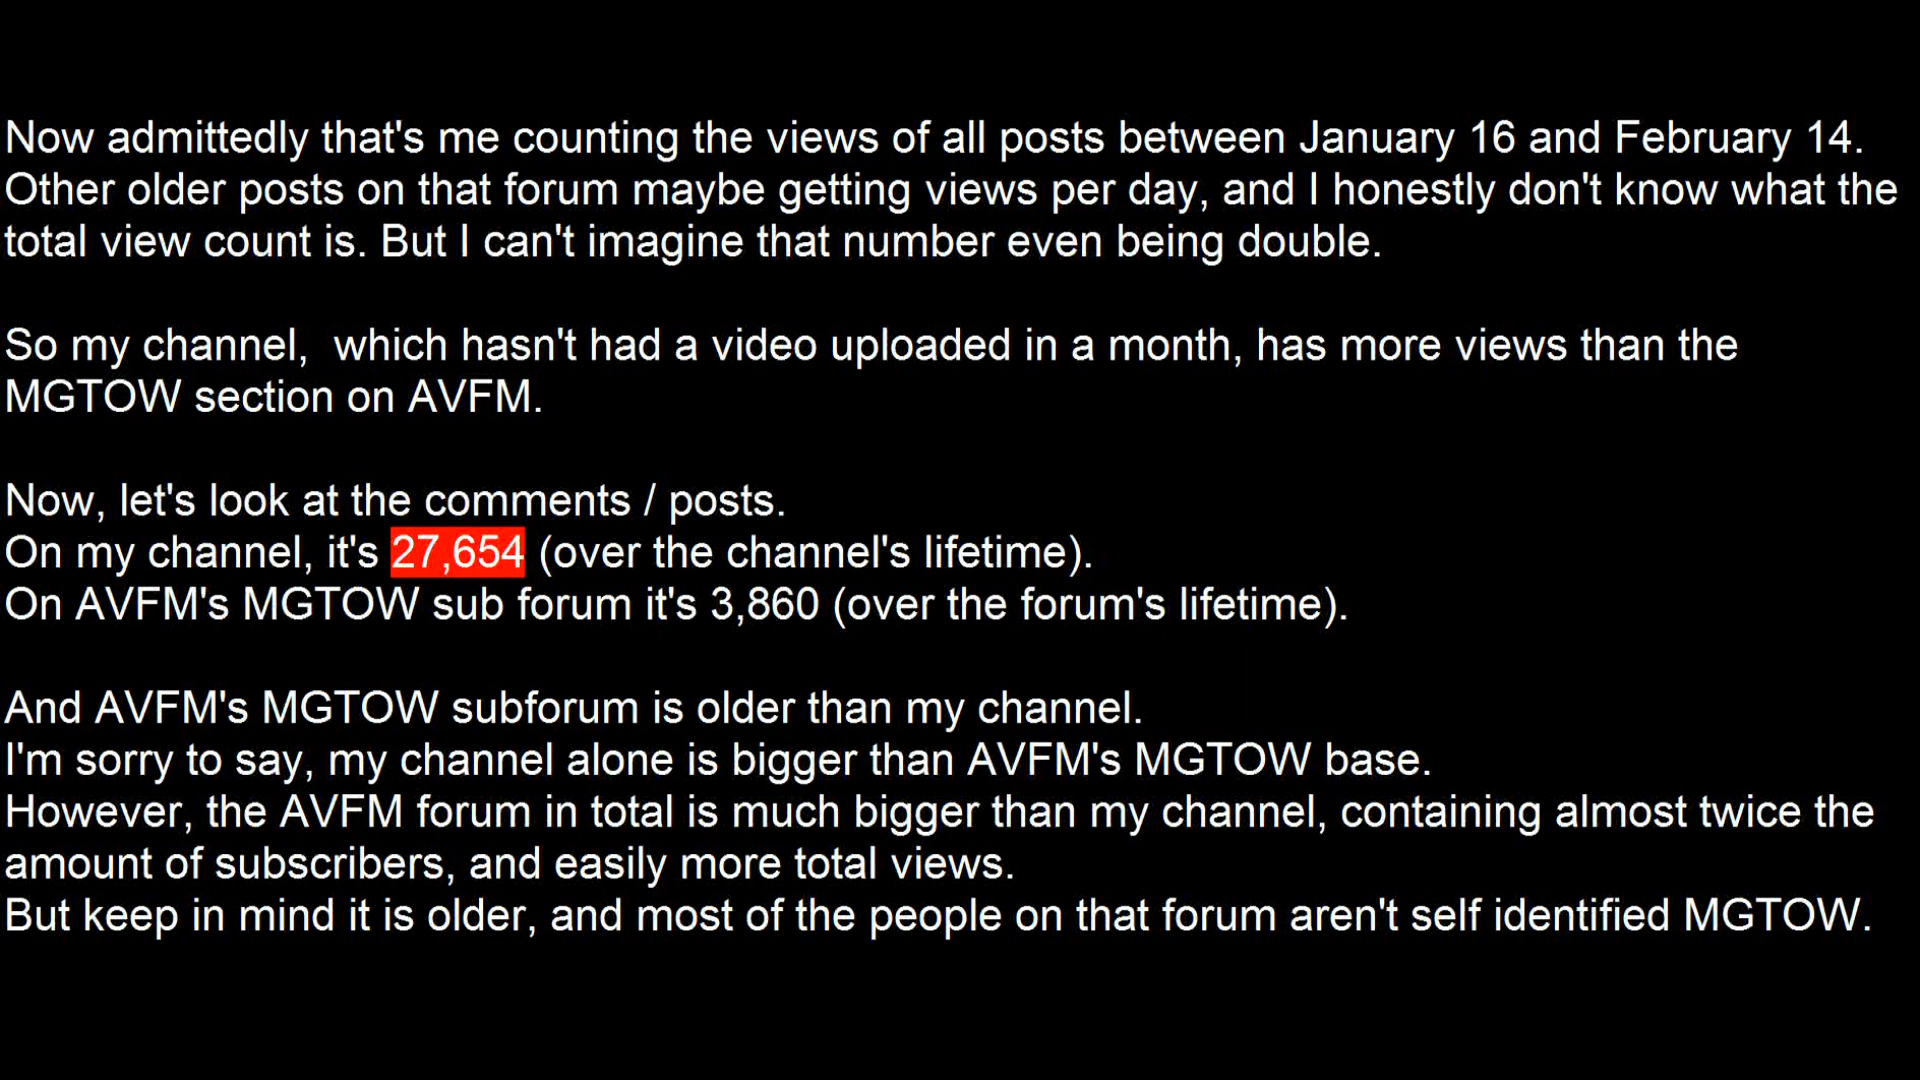 Now admittedly that's me counting the views of all posts between January 16 and February 14.
Other older posts on that forum maybe getting views per day, and I honestly don't know what the
total view count is. But I can't imagine that number even being double.
So my channel,  which hasn't had a video uploaded in a month, has more views than the
MGTOW section on AVFM.
Now, let's look at the comments / posts.
On my channel, it's 27,654 (over the channel's lifetime).
On AVFM's MGTOW sub forum it's 3,860 (over the forum's lifetime).
And AVFM's MGTOW subforum is older than my channel.
I'm sorry to say, my channel alone is bigger than AVFM's MGTOW base.
However, the AVFM forum in total is much bigger than my channel, containing almost twice the
amount of subscribers, and easily more total views.
But keep in mind it is older, and most of the people on that forum aren't self identified MGTOW.